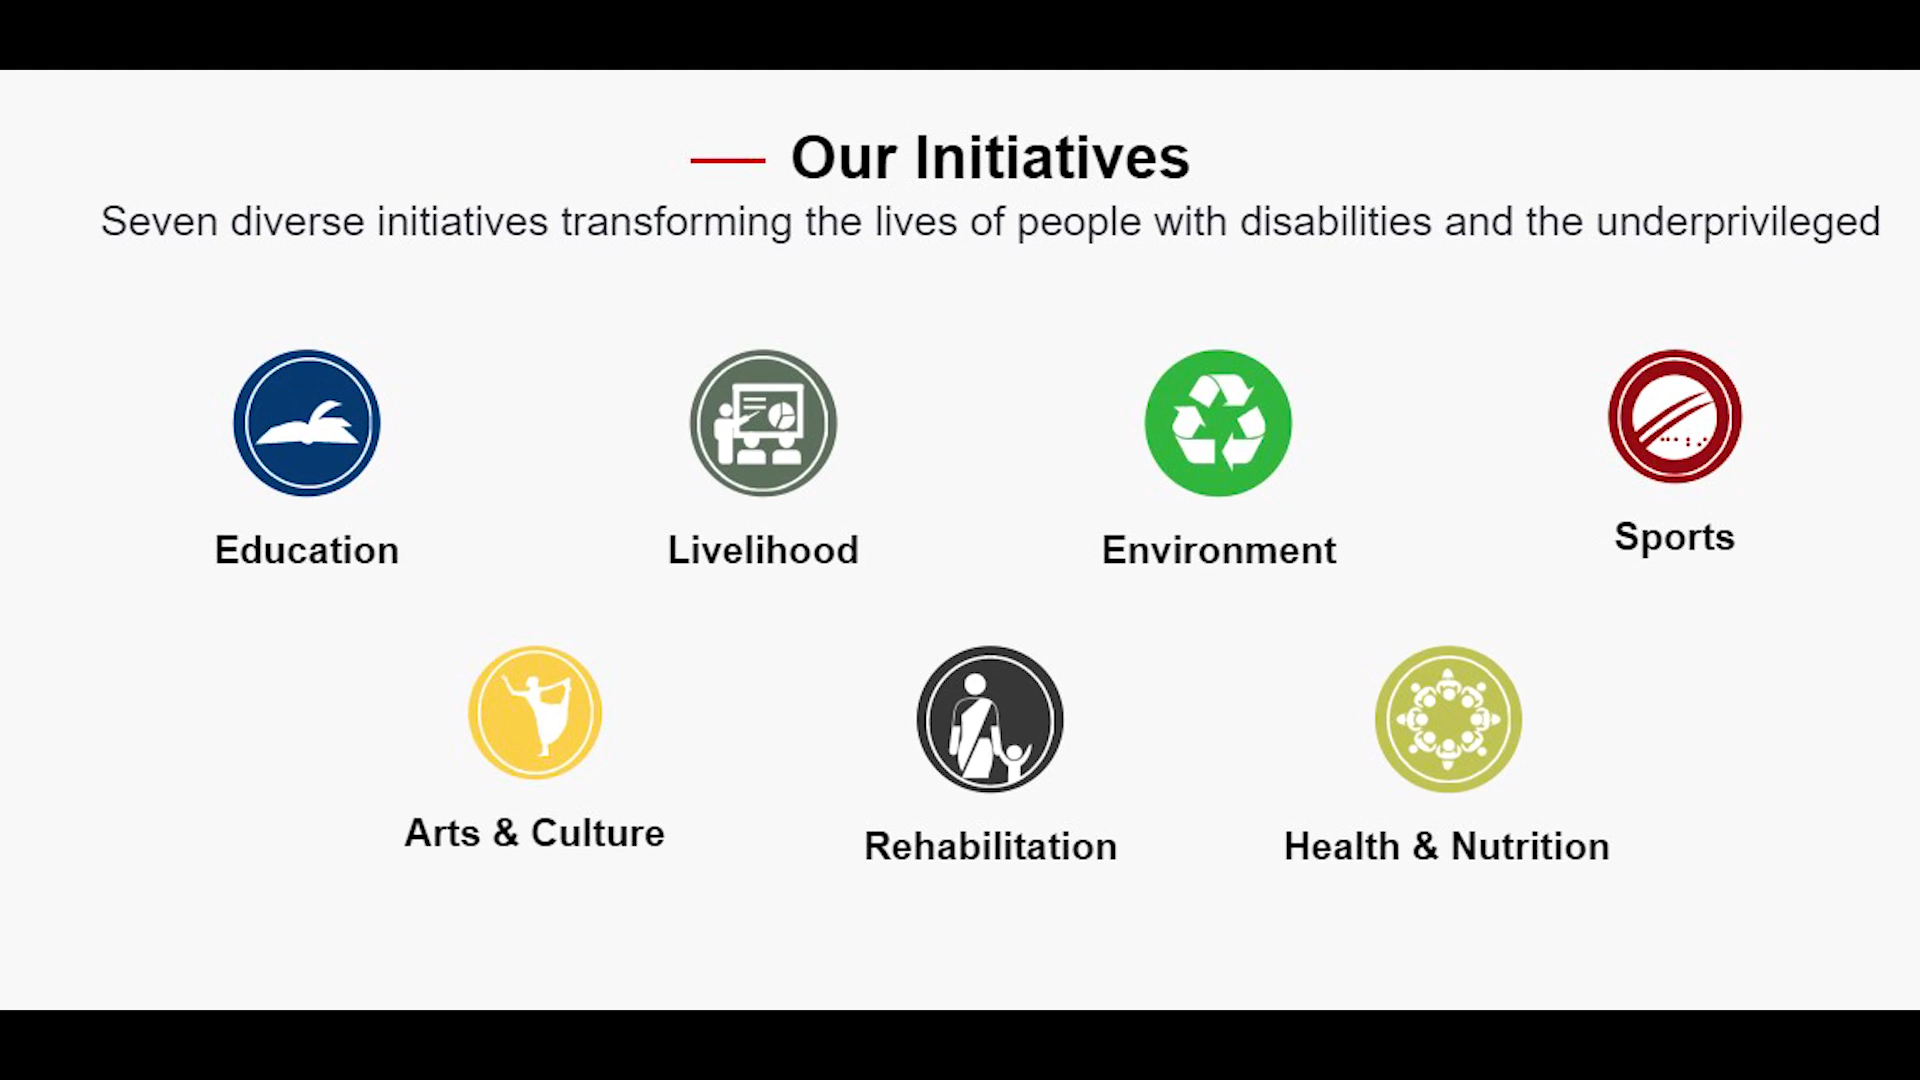 Our Initiatives
Seven diverse initiatives transforming the lives of people with disabilities and the underprivileged
Education
Livelihood
Environment
Sports
Arts & Culture
Rehabilitation
Health & Nutrition